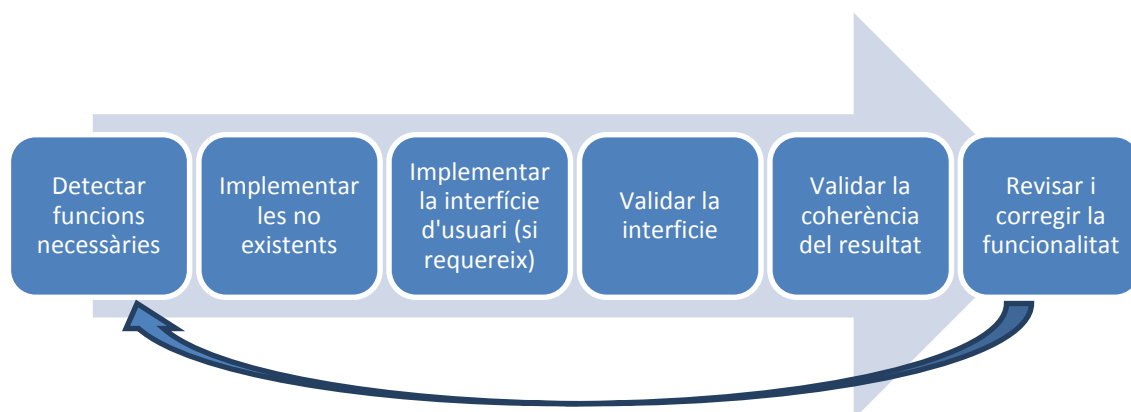 Detectar
funcions
necessàries
Implementar
les no
existents
Implementar
la interfície
d'usuari (si
requereix)
Validar la
interficie
Validar la
coherència
del resultat
Revisar i
corregir la
funcionalitat